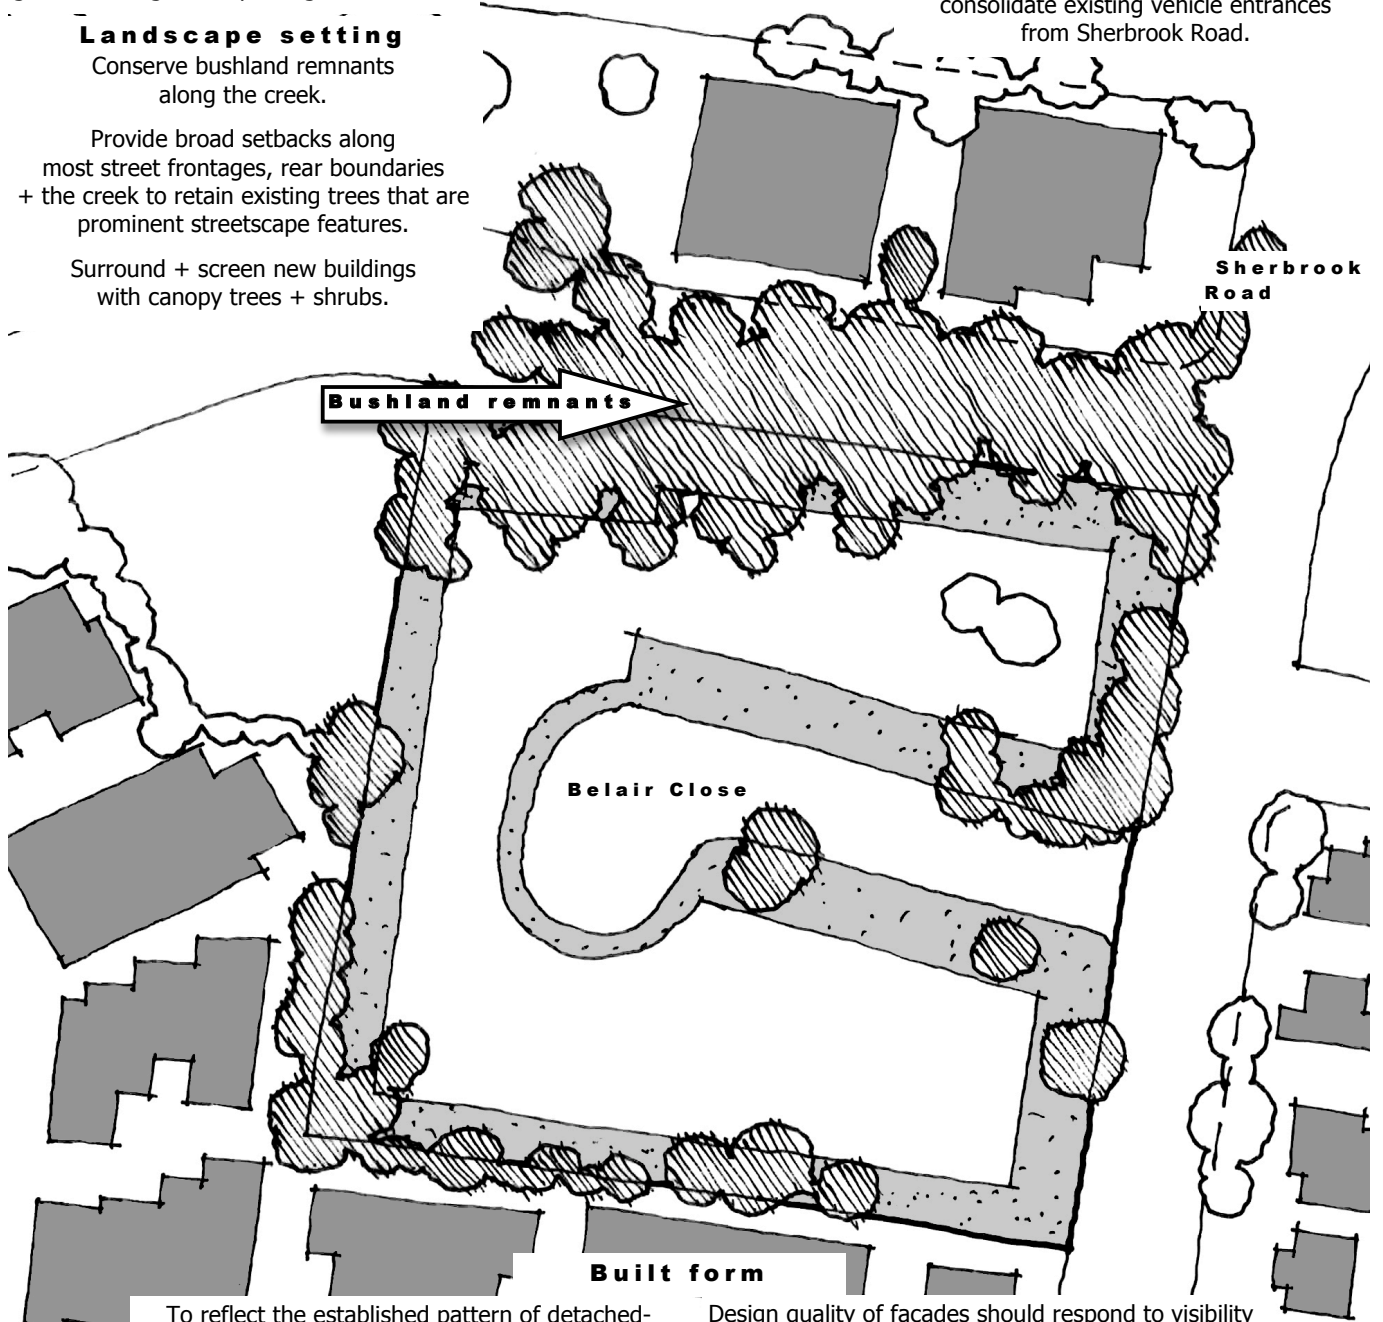 consolidate existing vehicle entrances
from Sherbrook Road.
Landscape setting
Conserve bushland remnants
along the creek.
Provide broad setbacks along
most street frontages, rear boundaries
+ the creek to retain existing trees that are
prominent streetscape features.
Surround + screen new buildings
with canopy trees + shrubs.
Sherbrook
Road
Bushland remnants
Belair Close
Built form
To reflect the established pattern of detached-
Design quality of facades should respond to visibility